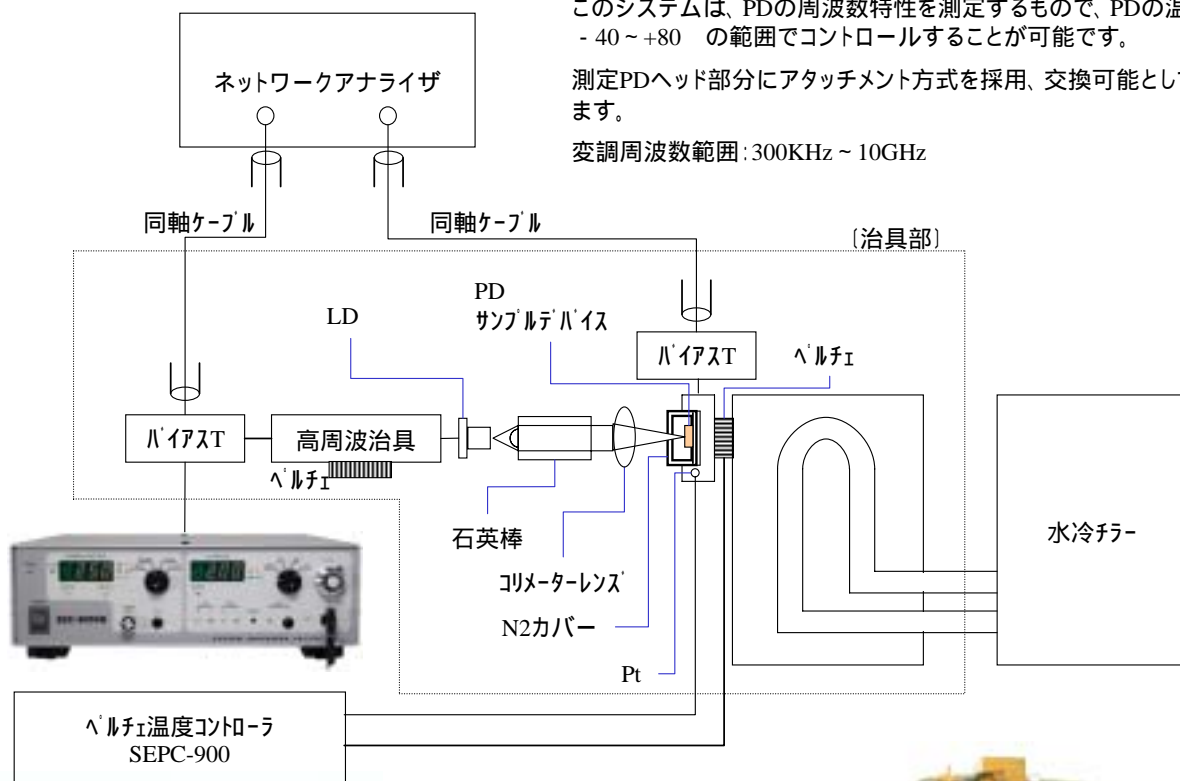 このシステムは、PDの周波数特性を測定するもので、PDの温
- 40 ~ +80 の範囲でコントロールすることが可能です。
測定PDヘッド部分にアタッチメント方式を採用、交換可能として
ます。
変調周波数範囲:300KHz ~ 10GHz
ネットワークアナライザ
同軸ケーブル
同軸ケーブル
〔治具部〕
PD
サンプルデバイス
LD
バイアスT
ペルチェ
バイアスT
高周波治具
ペルチェ
石英棒
コリメーターレンズ
N2カバー
Pt
水冷チラー
ペルチェ温度コントローラ
SEPC-900